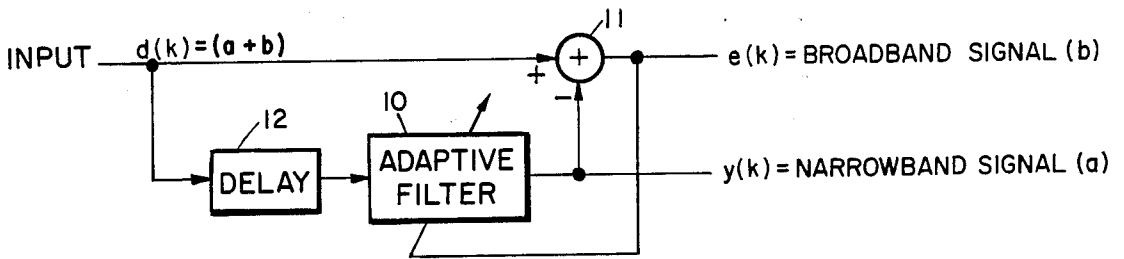 11
INPUT
d(k)=(a+b)
+
+
e(k) = BROADBAND SIGNAL (b)
−
12
10
DELAY
ADAPTIVE
FILTER
y(k) = NARROWBAND SIGNAL (a)